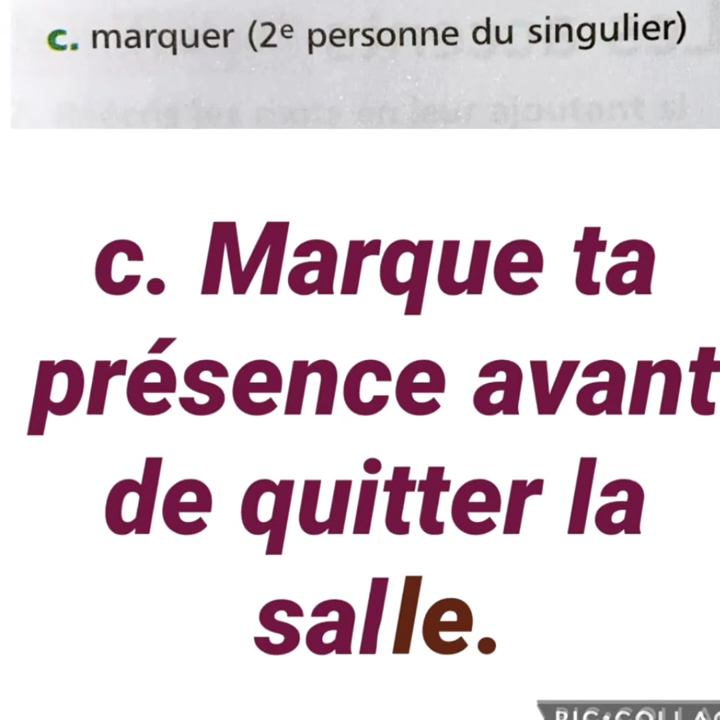 c. marquer (2e personne du singulier)
c. Marque ta
présence avant
de quitter la
salle.